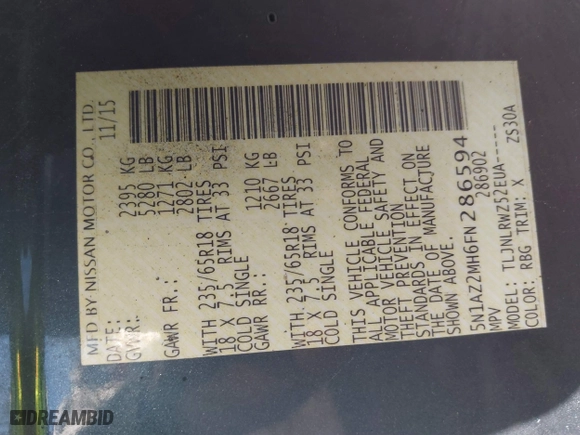 MFD BY NISSAN MOTOR CO., LTD.
DATE: 11/15
GVWR: 2395 KG
5280 LB
GAWR FR.: 1271 KG
2802 LB
WITH 235/65R18 TIRES
18 X 7.5 RIMS AT 33 PSI
COLD SINGLE
GAWR RR.: 1210 KG
2667 LB
WITH 235/65R18 TIRES
18 X 7.5 RIMS AT 33 PSI
COLD SINGLE
THIS VEHICLE CONFORMS TO
ALL APPLICABLE FEDERAL
MOTOR VEHICLE SAFETY AND
THEFT PREVENTION
STANDARDS IN EFFECT ON
THE DATE OF MANUFACTURE
SHOWN ABOVE.
5N1AZ2MH6FN286594
MPV 286902
MODEL: TLJNLRWZ52EUA-----
COLOR: RBG TRIM: X ZS30A
DREAMBID